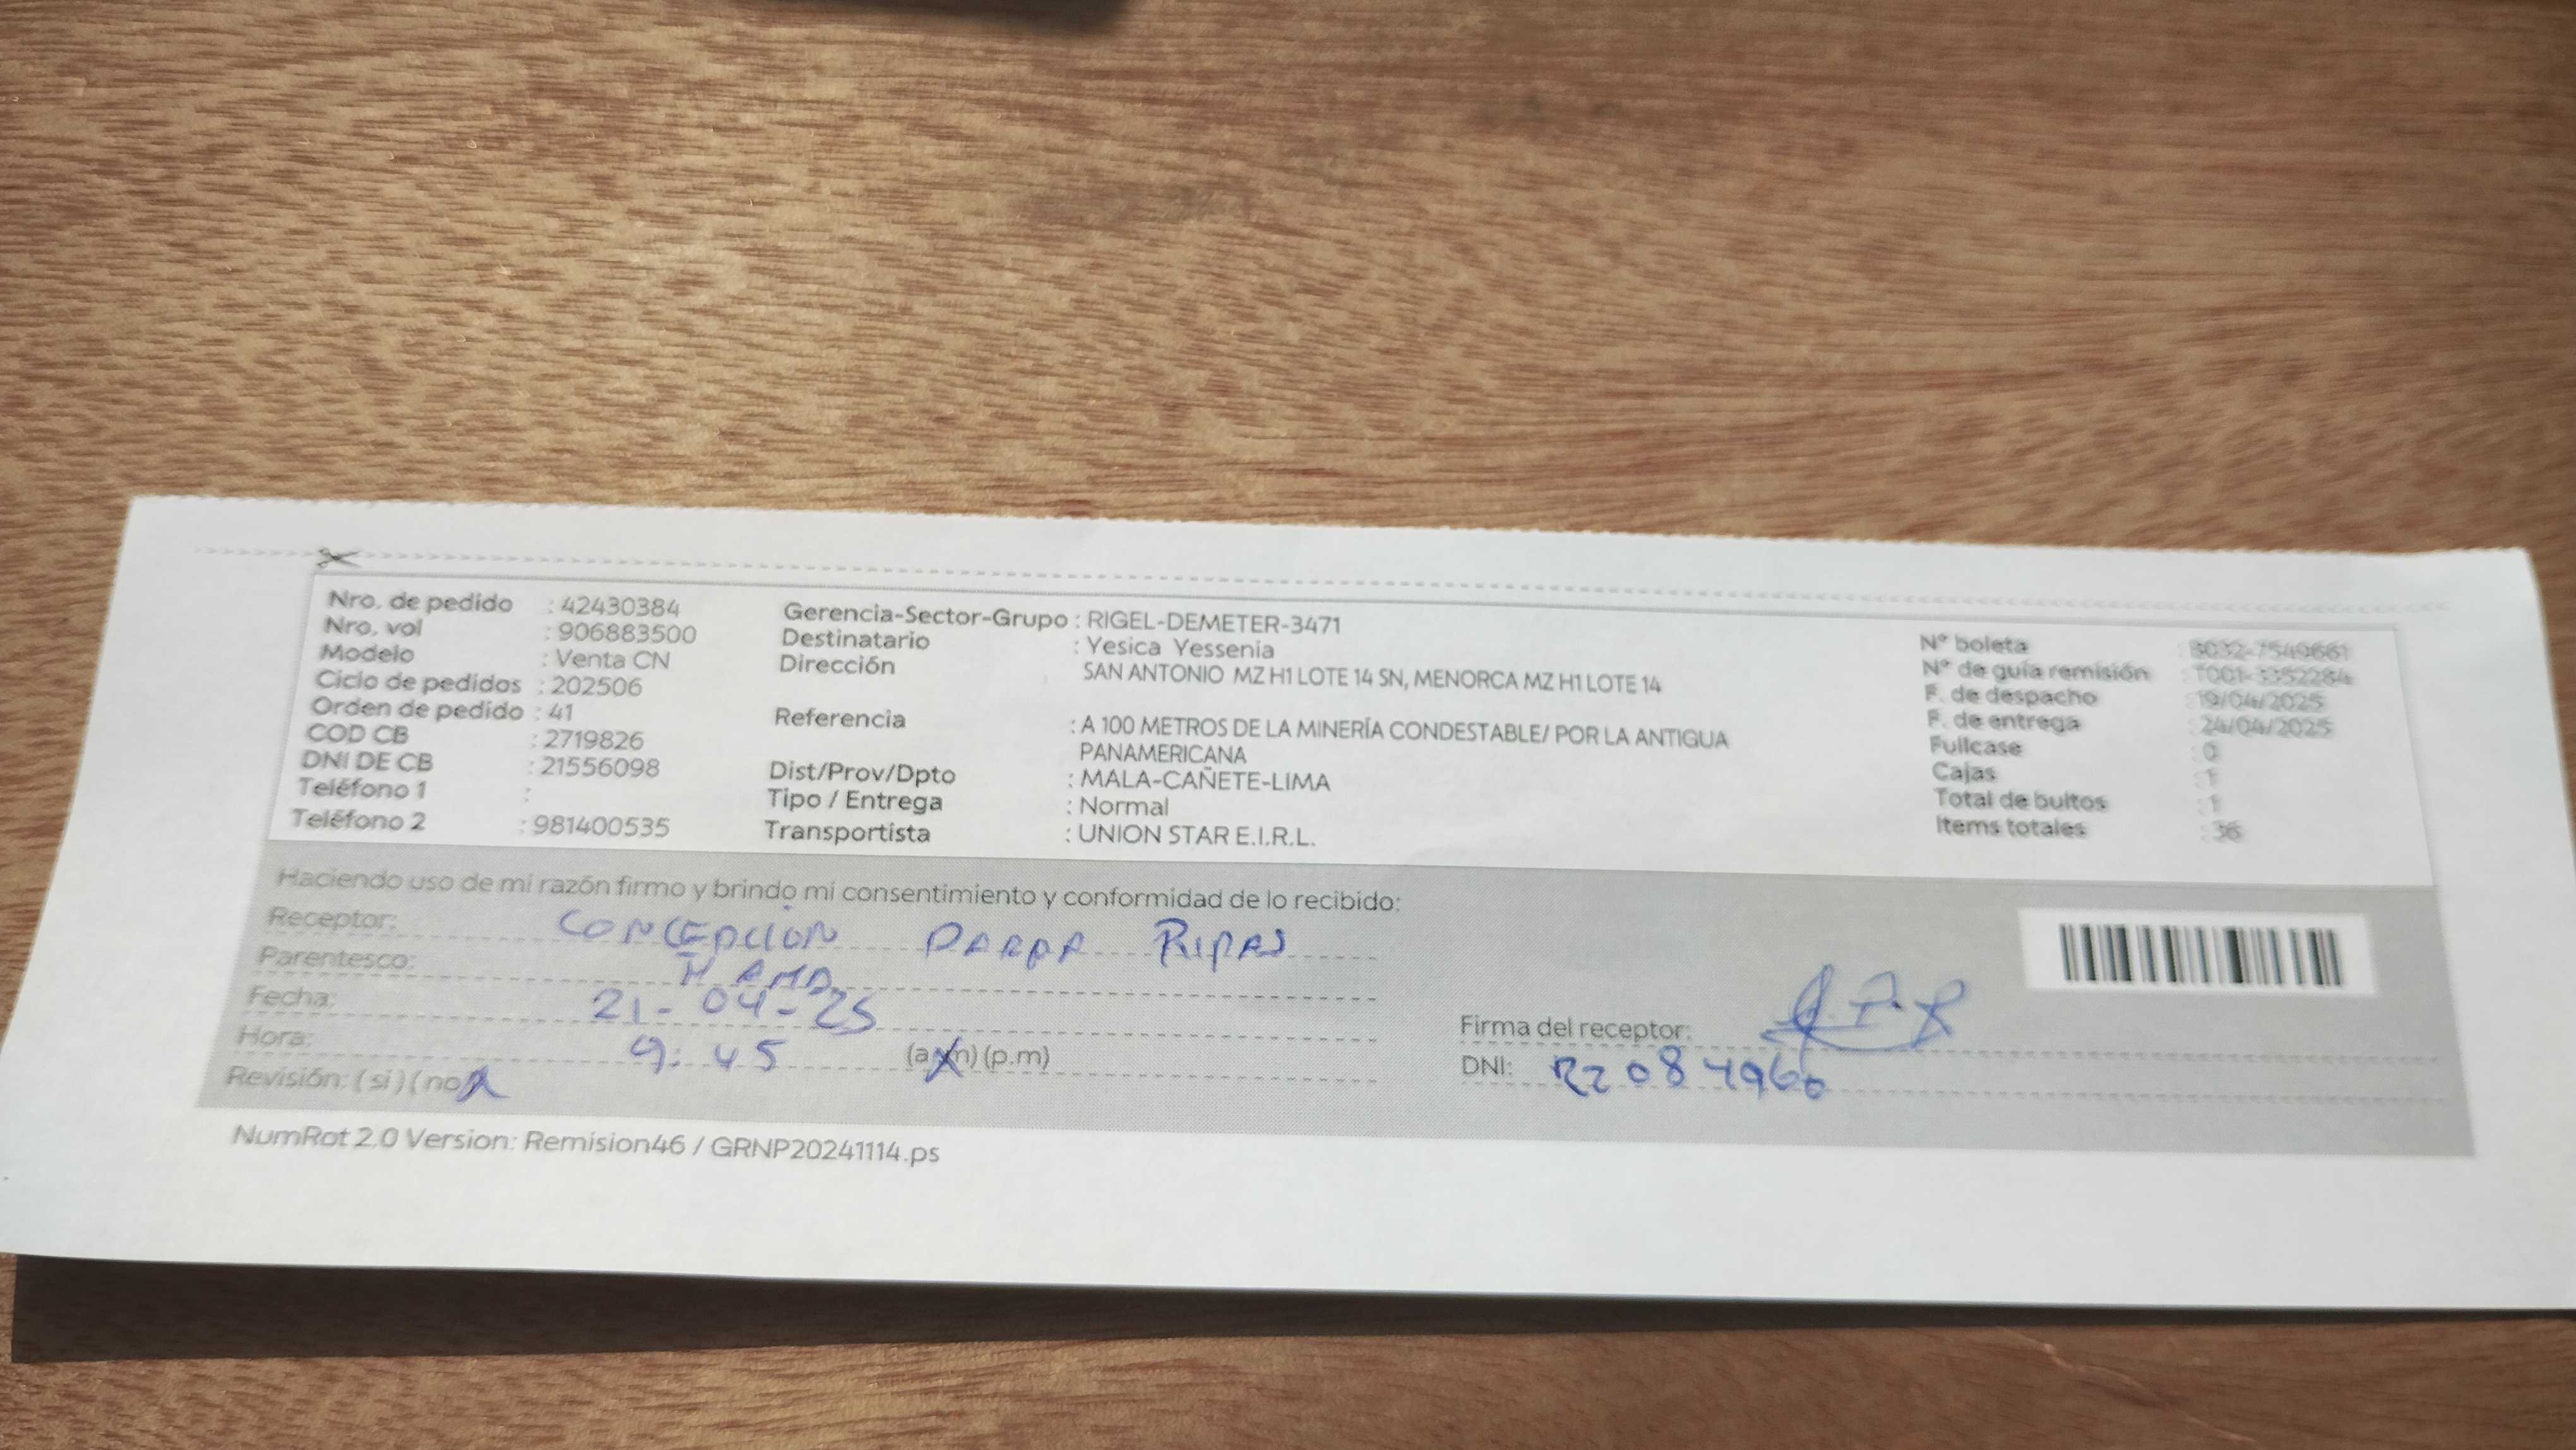 Nro. de pedido : 42430384
Nro. vol : 906883500
Modelo : Venta CN
Ciclo de pedidos : 202506
Orden de pedido : 41
COD CB : 2719826
DNI DE CB : 21556098
Teléfono 1 :
Teléfono 2 : 981400535
Gerencia-Sector-Grupo : RIGEL-DEMETER-3471
Destinatario : Yesica Yessenia
Dirección SAN ANTONIO MZ H1 LOTE 14 SN, MENORCA MZ H1 LOTE 14
Referencia : A 100 METROS DE LA MINERÍA CONDESTABLE/ POR LA ANTIGUA
PANAMERICANA
Dist/Prov/Dpto : MALA-CAÑETE-LIMA
Tipo / Entrega : Normal
Transportista : UNION STAR E.I.R.L.
N° boleta : B032-7549661
N° de guía remisión : T001-3352284
F. de despacho : 19/04/2025
F. de entrega : 24/04/2025
Fullcase : 0
Cajas : 1
Total de bultos : 1
Items totales : 36
Haciendo uso de mi razón firmo y brindo mi consentimiento y conformidad de lo recibido:
Receptor: CONCEPCION
Parentesco: MAMA
Fecha: 21-04-25
Hora: 9:45 (a.m) (p.m)
Revisión: (si) (no)
Firma del receptor:
DNI:
NumRot 2.0 Version: Remision46 / GRNP20241114.ps